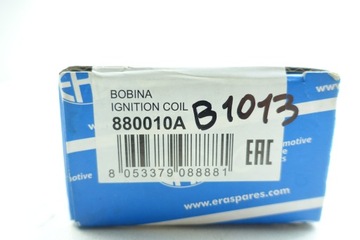 BOBINA
IGNITION COIL
880010A
B1013
EAC
8 053379 088881
www.eraspares.com